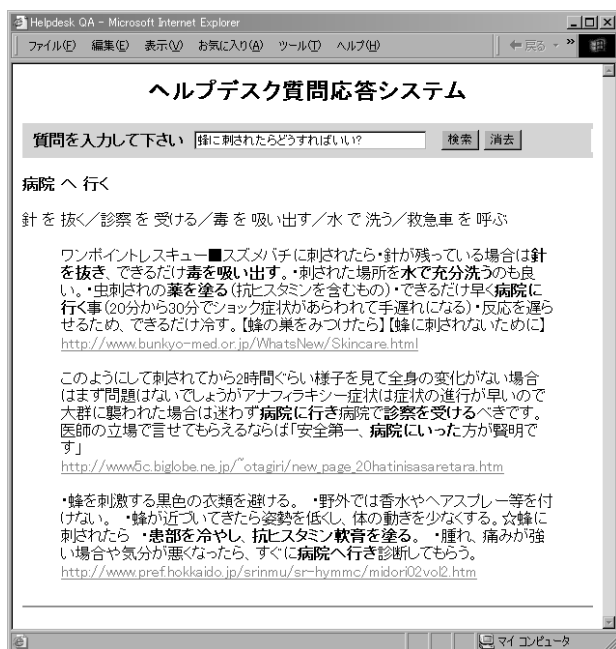 Helpdesk QA - Microsoft Internet Explorer
ファイル(F) 編集(E) 表示(V) お気に入り(A) ツール(T) ヘルプ(H) 戻る »
ヘルプデスク質問応答システム
質問を入力して下さい 蜂に刺されたらどうすればいい? 検索 消去
病院 へ 行く
針 を 抜く／診察 を 受ける／毒 を 吸い出す／水 で 洗う／救急車 を 呼ぶ
ワンポイントレスキュー■スズメバチに刺されたら・針が残っている場合は針
を抜き、できるだけ毒を吸い出す。・刺された場所を水で充分洗うのも良
い。・虫刺されの薬を塗る(抗ヒスタミンを含むもの)・できるだけ早く病院に
行く事(20分から30分でショック症状があらわれて手遅れになる)・反応を遅ら
せるため、できるだけ冷す。【蜂の巣をみつけたら】【蜂に刺されないために】
http://www.bunkyo-med.or.jp/WhatsNew/Skincare.html
このようにして刺されてから2時間ぐらい様子を見て全身の変化がない場合
はまず問題はないでしょうがアナフィラキシー症状は症状の進行が早いので
大群に襲われた場合は迷わず病院に行き病院で診察を受けるべきです。
医師の立場で言せてもらえるならば「安全第一、病院にいった方が賢明で
す」
http://www5c.biglobe.ne.jp/~otagiri/new_page_20hatinisasaretara.htm
・蜂を刺激する黒色の衣類を避ける。 ・野外では香水やヘアスプレー等を付
けない。 ・蜂が近づいてきたら姿勢を低くし、体の動きを少なくする。☆蜂に
刺されたら ・患部を冷やし、抗ヒスタミン軟膏を塗る。 ・腫れ、痛みが強
い場合や気分が悪くなったら、すぐに病院へ行き診断してもらう。
http://www.pref.hokkaido.jp/srinmu/sr-hymmc/midori02vol2.htm
マイ コンピュータ